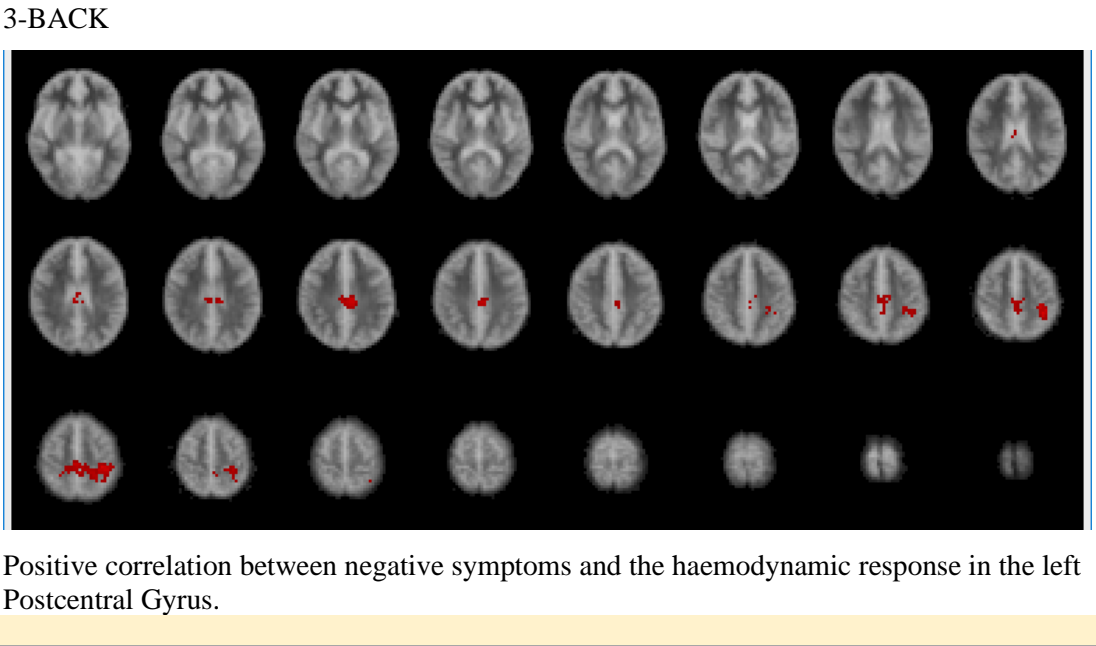 3-BACK
Positive correlation between negative symptoms and the haemodynamic response in the left
Postcentral Gyrus.